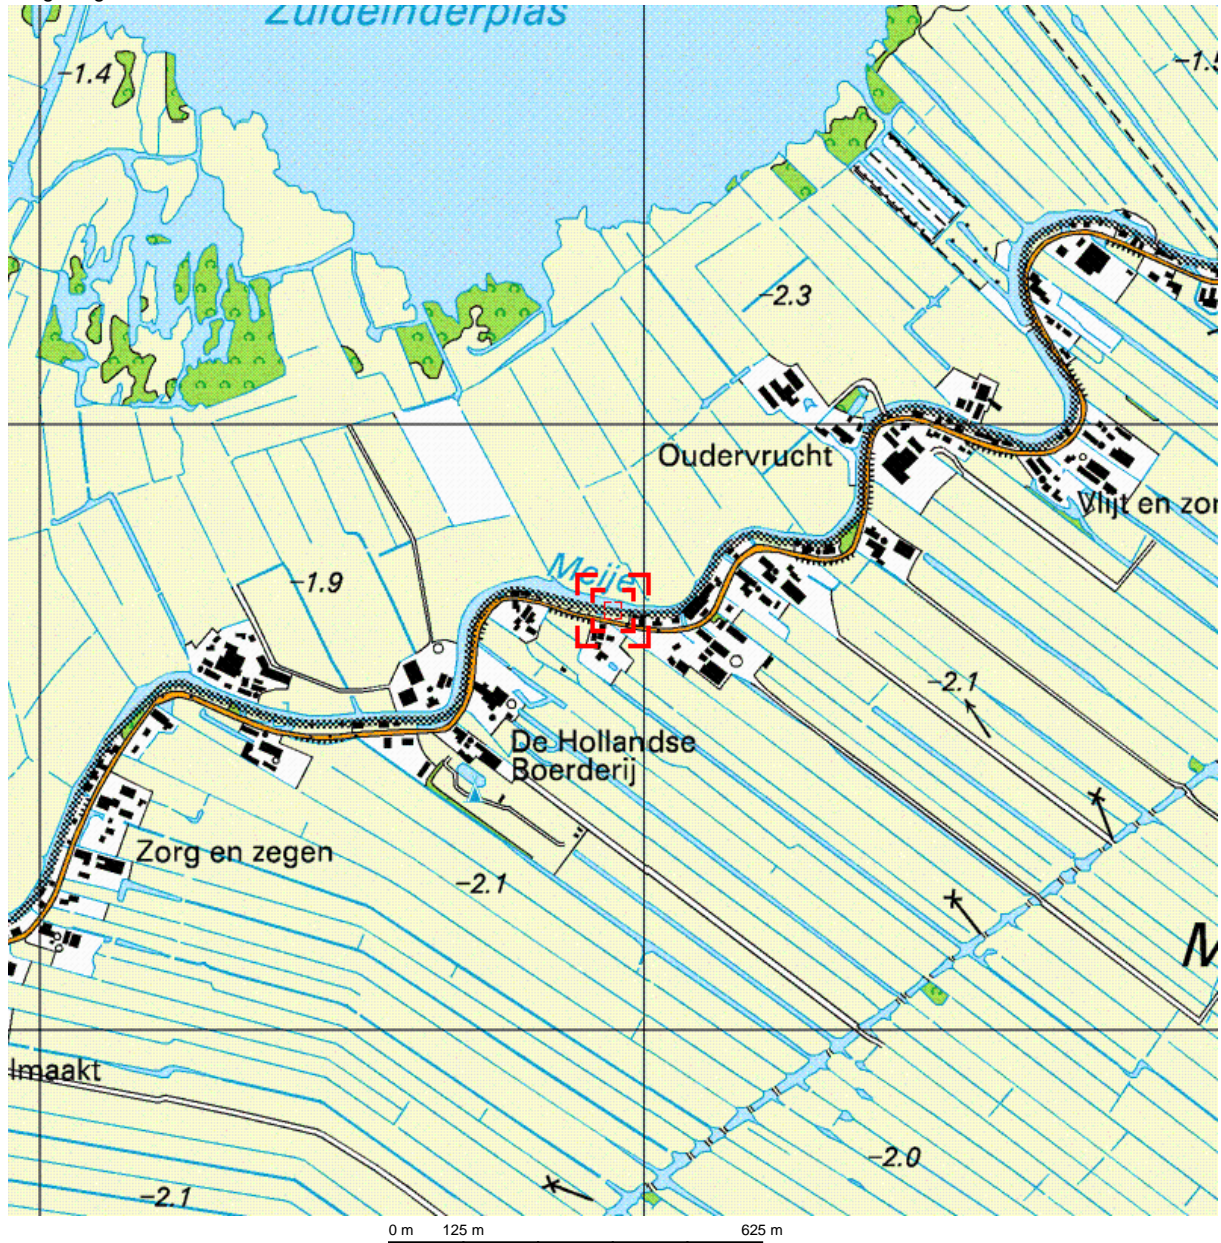 Zuideinderplas
-1.4
-1.5
-2.3
Oudervrucht
Vlijt en zor
Meije
-1.9
-2.1
De Hollandse
Boerderij
Zorg en zegen
-2.1
M
lmaakt
-2.0
-2.1
0 m 125 m 625 m